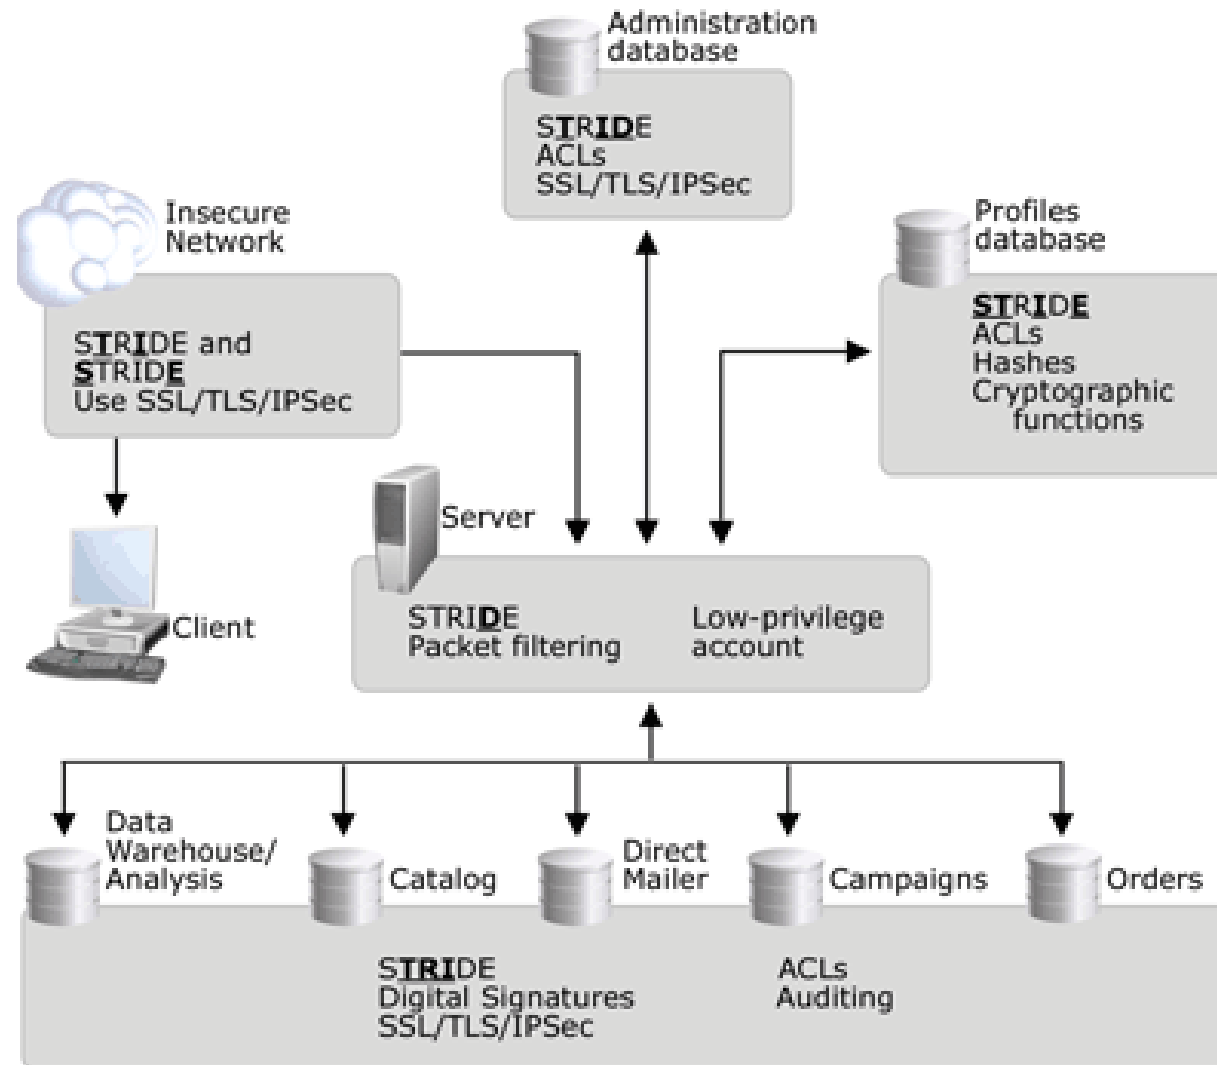 Administration
database
STRIDE
ACLs
SSL/TLS/IPSec
Insecure
Network
STRIDE and
STRIDE
Use SSL/TLS/IPSec
Profiles
database
STRIDE
ACLs
Hashes
Cryptographic
functions
Server
STRIDE
Packet filtering
Low-privilege
account
Client
Data
Warehouse/
Analysis
Catalog
Direct
Mailer
Campaigns
Orders
STRIDE
Digital Signatures
SSL/TLS/IPSec
ACLs
Auditing